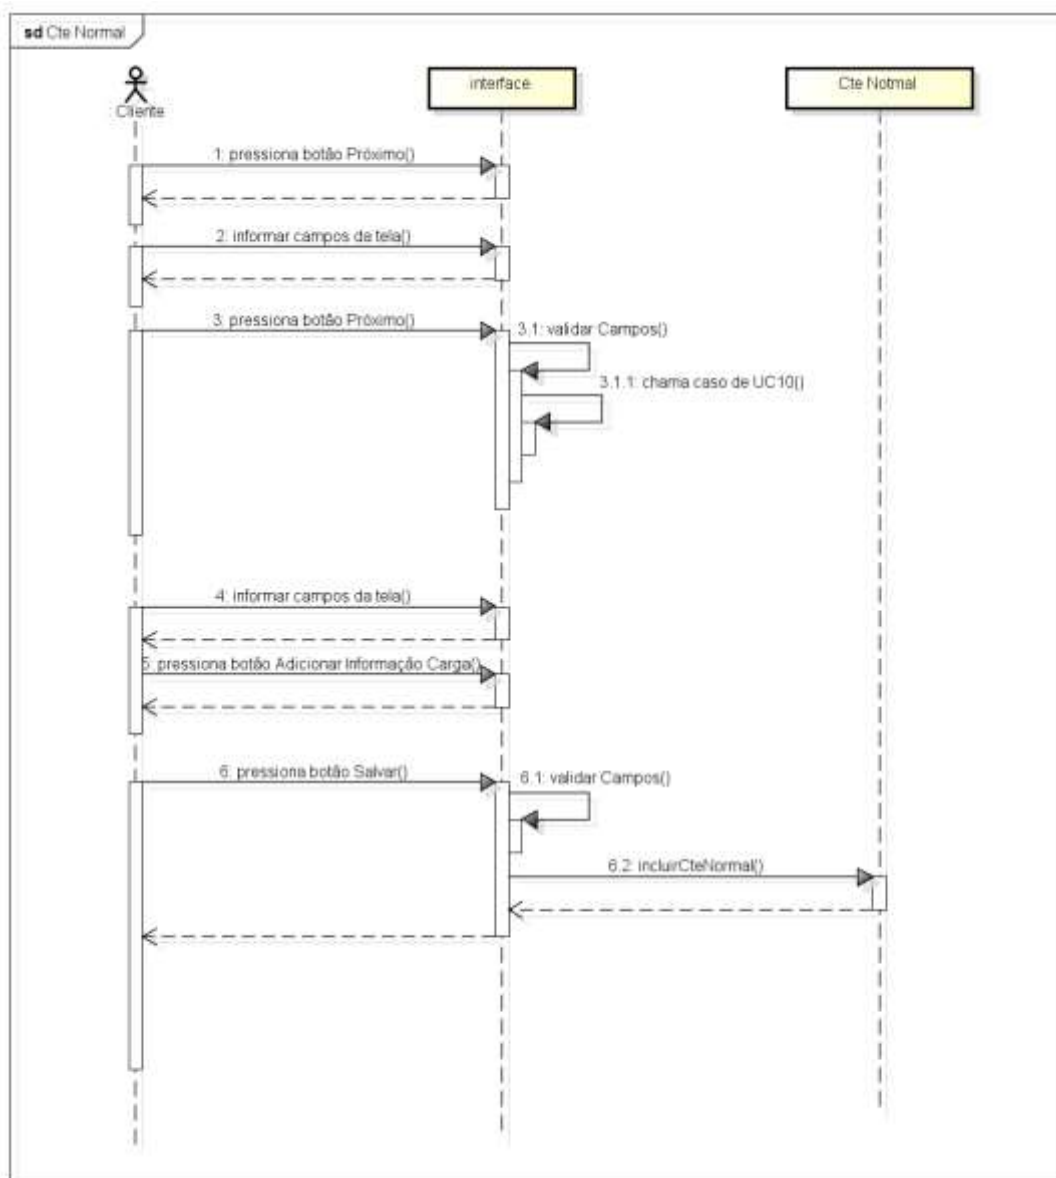 sd Cte Normal
Cliente
interface
Cte Notmal
1: pressiona botão Próximo()
2: informar campos da tela()
3: pressiona botão Próximo()
3.1: validar Campos()
3.1.1: chama caso de UC10()
4: informar campos da tela()
5: pressiona botão Adicionar Informação Carga()
6: pressiona botão Salvar()
6.1: validar Campos()
6.2: incluirCteNormal()